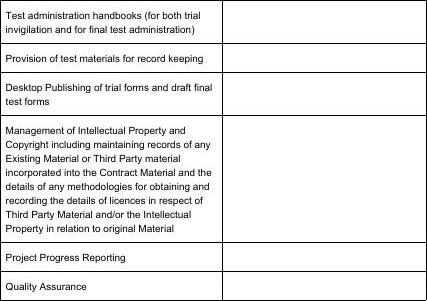 Test administration handbooks (for both trial
invigilation and for final test administration)
Provision of test materials for record keeping
Desktop Publishing of trial forms and draft final
test forms
Management of Intellectual Property and
Copyright including maintaining records of any
Existing Material or Third Party material
incorporated into the Contract Material and the
details of any methodologies for obtaining and
recording the details of licences in respect of
Third Party Material and/or the Intellectual
Property in relation to original Material
Project Progress Reporting
Quality Assurance